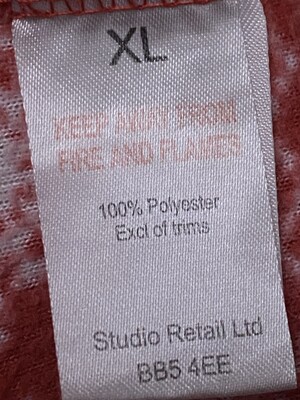 XL
KEEP AWAY FROM
FIRE AND FLAMES
100% Polyester
Excl of trims
Studio Retail Ltd
BB5 4EE